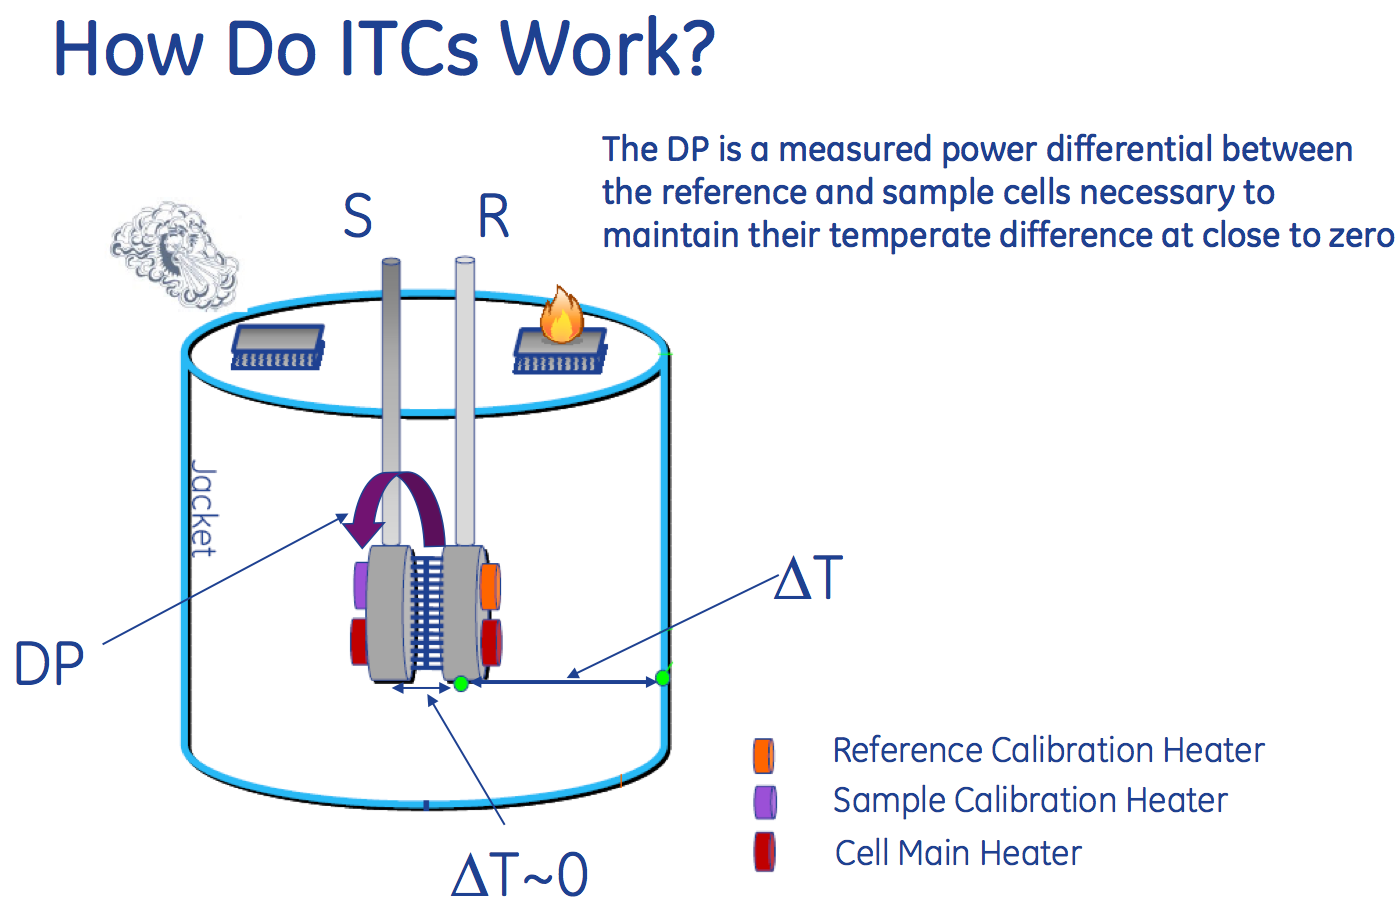 How Do ITCs Work?
The DP is a measured power differential between
the reference and sample cells necessary to
maintain their temperate difference at close to zero
S
R
Jacket
ΔT
DP
Reference Calibration Heater
Sample Calibration Heater
Cell Main Heater
ΔT~0